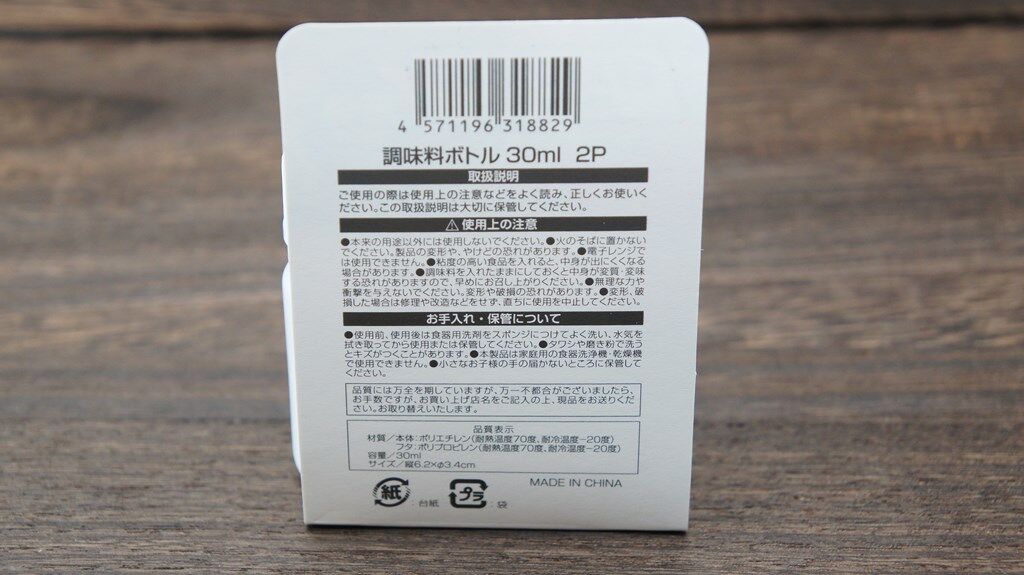 4 571196 318829
調味料ボトル 30ml 2P
取扱説明
ご使用の際は使用上の注意などをよく読み、正しくお使いく
ださい。この取扱説明は大切に保管してください。
⚠使用上の注意
●本来の用途以外には使用しないでください。●火のそばに置かない
でください。製品の変形や、やけどの恐れがあります。●電子レンジで
は使用できません。●粘度の高い食品を入れると、中身が出にくくなる
場合があります。●調味料を入れたままにしておくと中身が変質・変味
する恐れがありますので、早めにお召し上がりください。●無理な力や
衝撃を与えないでください。変形や破損の恐れがあります。●変形、破
損した場合は修理や改造などをせず、直ちに使用を中止してください。
お手入れ・保管について
●使用前、使用後は食器用洗剤をスポンジにつけてよく洗い、水気を
拭き取ってから使用または保管してください。●タワシや磨き粉で洗う
とキズがつくことがあります。●本製品は家庭用の食器洗浄機・乾燥機
で使用できません。●小さなお子様の手の届かないところに保管して
ください。
品質には万全を期していますが、万一不都合がございましたら、
お手数ですが、お買い上げ店名をご記入の上、現品をお送りくだ
さい。お取り替えいたします。
品質表示
材質/本体:ポリエチレン(耐熱温度70度、耐冷温度-20度)
フタ:ポリプロピレン(耐熱温度70度、耐冷温度-20度)
容量/30ml
サイズ/縦6.2×φ3.4cm
紙:台紙 プラ:袋 MADE IN CHINA